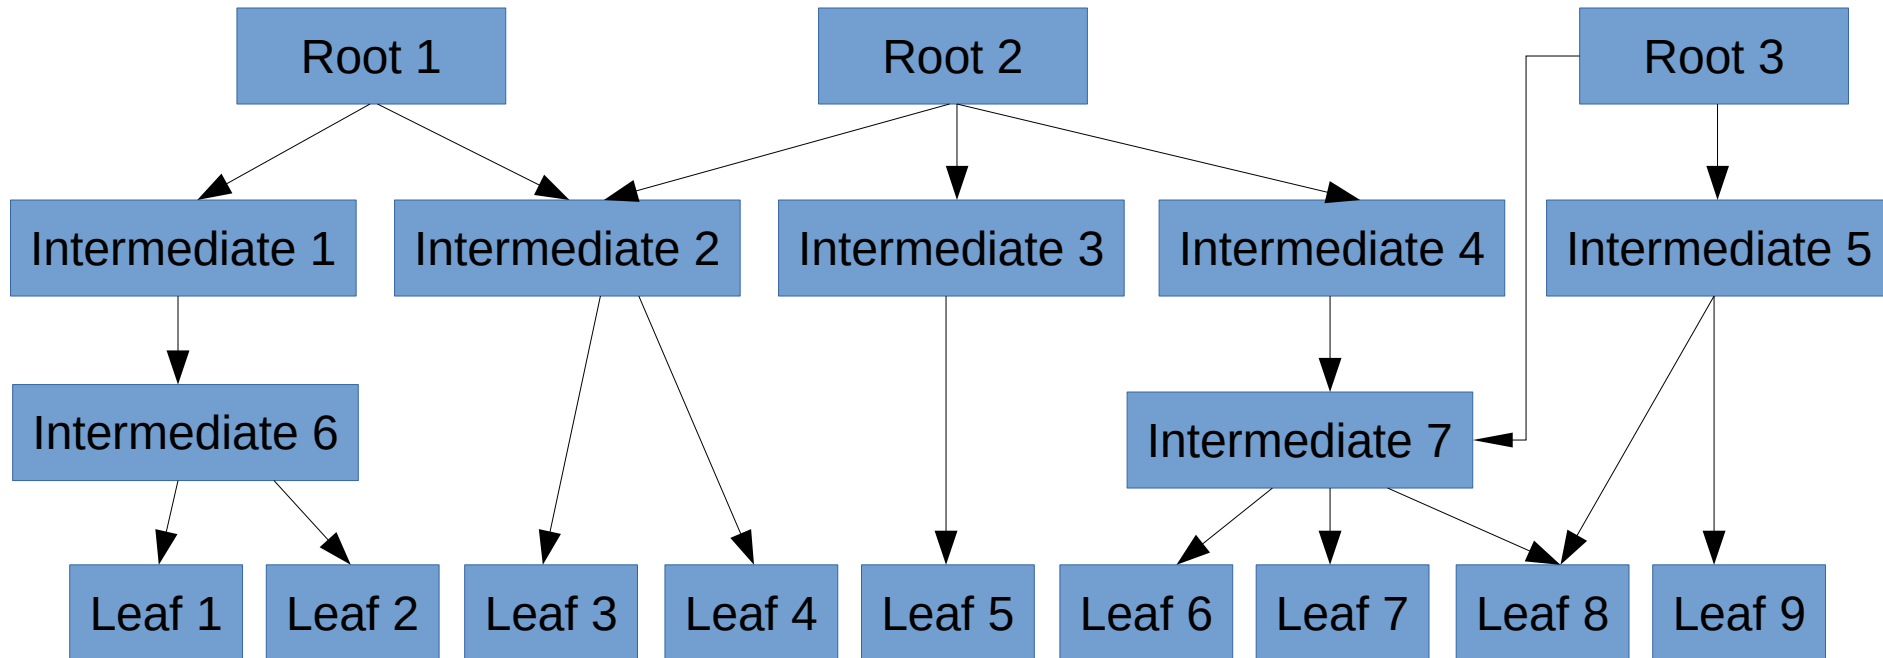 Root 1
Root 2
Root 3
Intermediate 1
Intermediate 2
Intermediate 3
Intermediate 4
Intermediate 5
Intermediate 6
Intermediate 7
Leaf 1
Leaf 2
Leaf 3
Leaf 4
Leaf 5
Leaf 6
Leaf 7
Leaf 8
Leaf 9